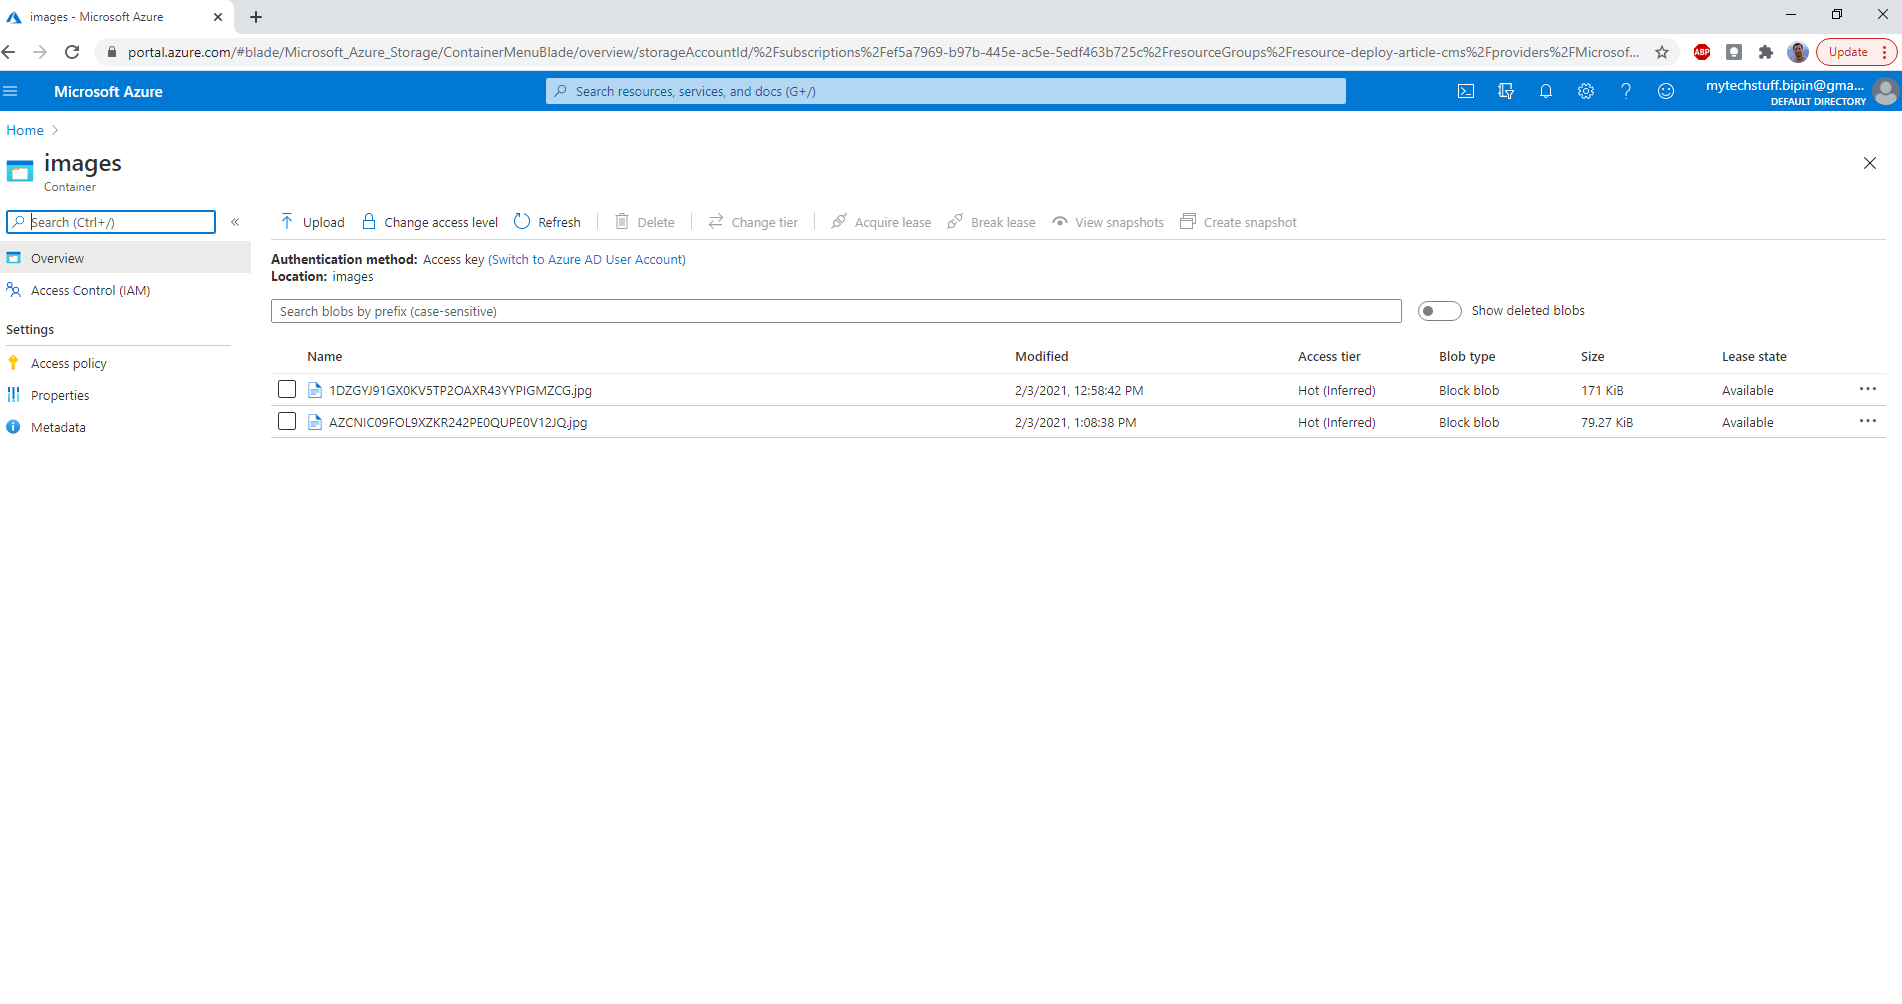 images - Microsoft Azure
portal.azure.com/#blade/Microsoft_Azure_Storage/ContainerMenuBlade/overview/storageAccountId/%2Fsubscriptions%2Fef5a7969-b97b-445e-ac5e-5edf463b725c%2FresourceGroups%2Fresource-deploy-article-cms%2Fproviders%2FMicrosof...
ABP
Update
Microsoft Azure
Search resources, services, and docs (G+/)
mytechstuff.bipin@gma...
DEFAULT DIRECTORY
Home
images
Container
Search (Ctrl+/)
Overview
Access Control (IAM)
Settings
Access policy
Properties
Metadata
Upload Change access level Refresh Delete Change tier Acquire lease Break lease View snapshots Create snapshot
Authentication method: Access key (Switch to Azure AD User Account)
Location: images
Search blobs by prefix (case-sensitive) Show deleted blobs
Name Modified Access tier Blob type Size Lease state
1DZGYJ91GX0KV5TP2OAXR43YYPIGMZCG.jpg 2/3/2021, 12:58:42 PM Hot (Inferred) Block blob 171 KiB Available
AZCNIC09FOL9XZKR242PE0QUPE0V12JQ.jpg 2/3/2021, 1:08:38 PM Hot (Inferred) Block blob 79.27 KiB Available